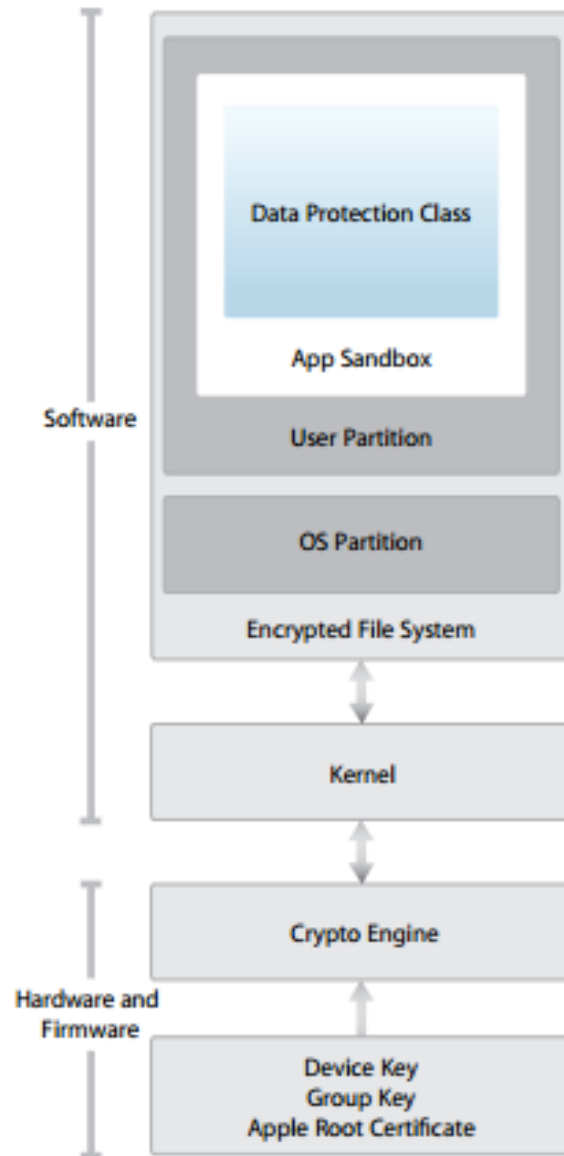 Data Protection Class
App Sandbox
Software
User Partition
OS Partition
Encrypted File System
Kernel
Crypto Engine
Hardware and
Firmware
Device Key
Group Key
Apple Root Certificate